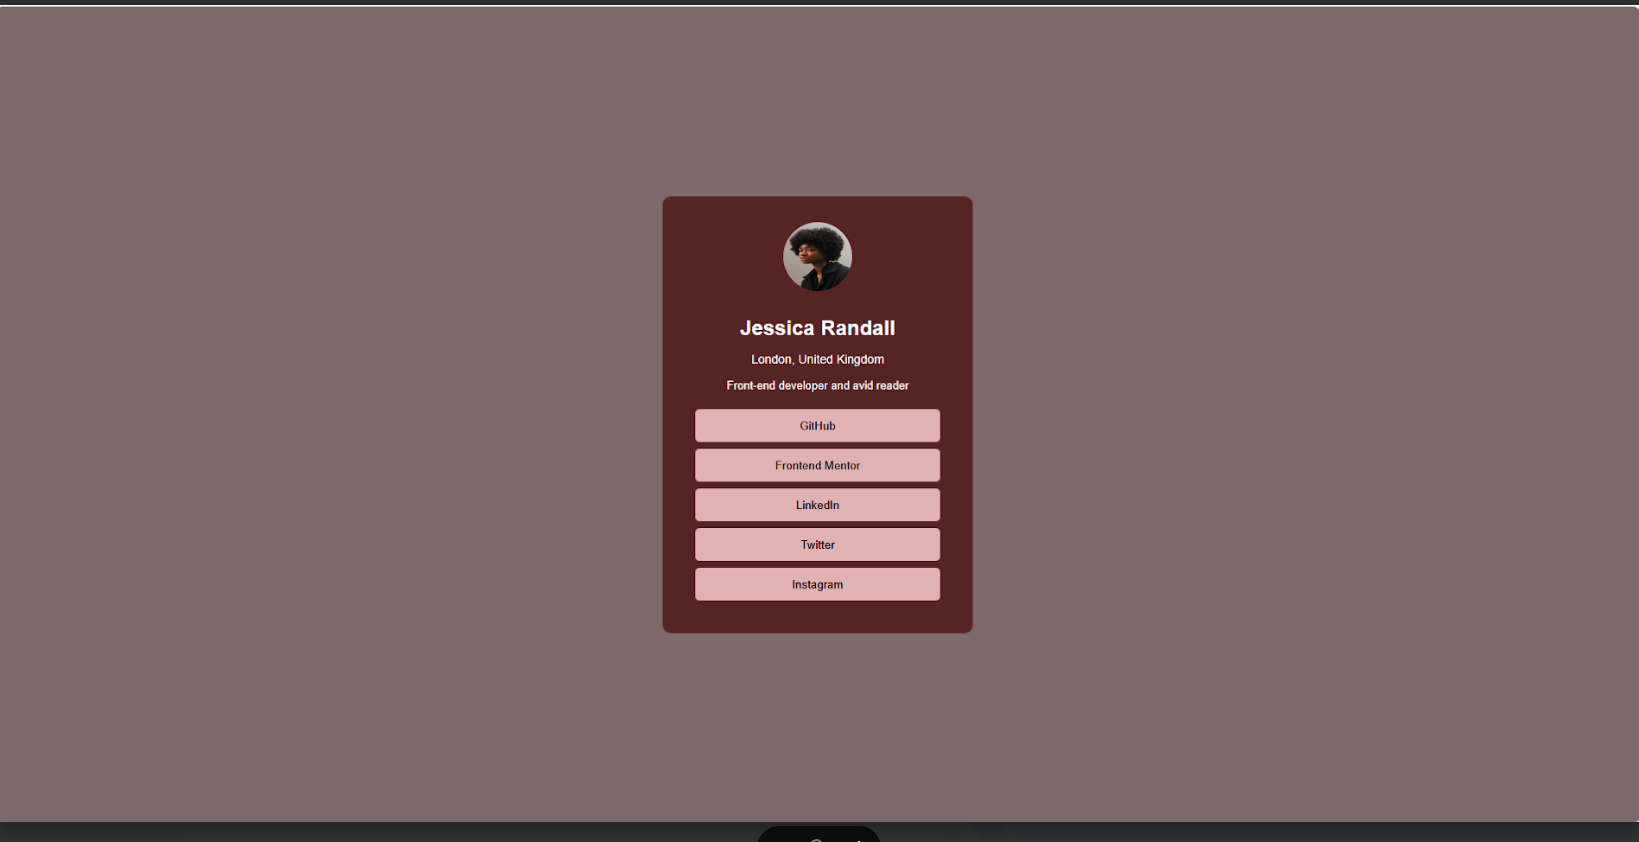 Jessica Randall
London, United Kingdom
Front-end developer and avid reader
GitHub
Frontend Mentor
LinkedIn
Twitter
Instagram